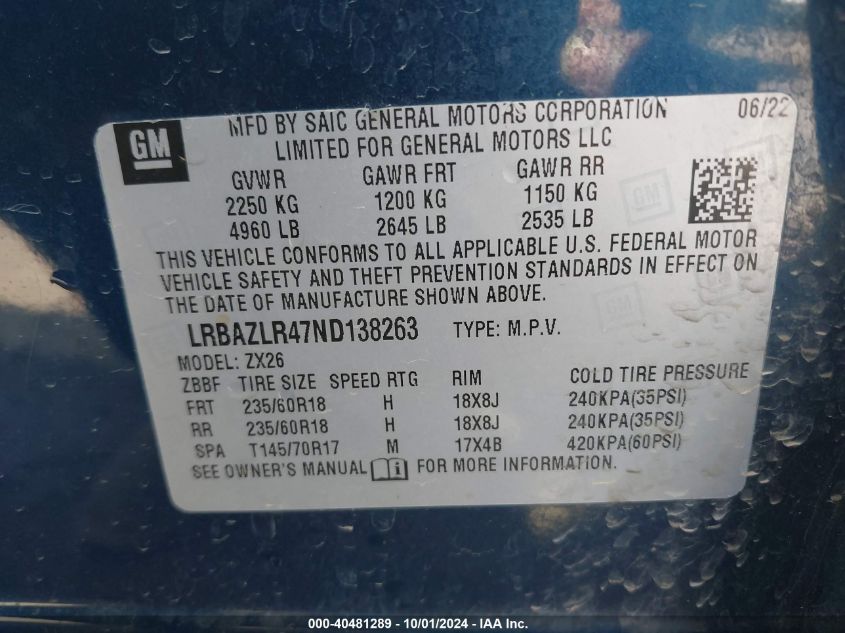 GM
MFD BY SAIC GENERAL MOTORS CORPORATION
LIMITED FOR GENERAL MOTORS LLC
06/22
GVWR GAWR FRT GAWR RR
2250 KG 1200 KG 1150 KG
4960 LB 2645 LB 2535 LB
THIS VEHICLE CONFORMS TO ALL APPLICABLE U.S. FEDERAL MOTOR
VEHICLE SAFETY AND THEFT PREVENTION STANDARDS IN EFFECT ON
THE DATE OF MANUFACTURE SHOWN ABOVE.
LRBAZLR47ND138263 TYPE: M.P.V.
MODEL: ZX26
ZBBF TIRE SIZE SPEED RTG RIM COLD TIRE PRESSURE
FRT 235/60R18 H 18X8J 240KPA(35PSI)
RR 235/60R18 H 18X8J 240KPA(35PSI)
SPA T145/70R17 M 17X4B 420KPA(60PSI)
SEE OWNER'S MANUAL i FOR MORE INFORMATION.
000-40481289 - 10/01/2024 - IAA Inc.